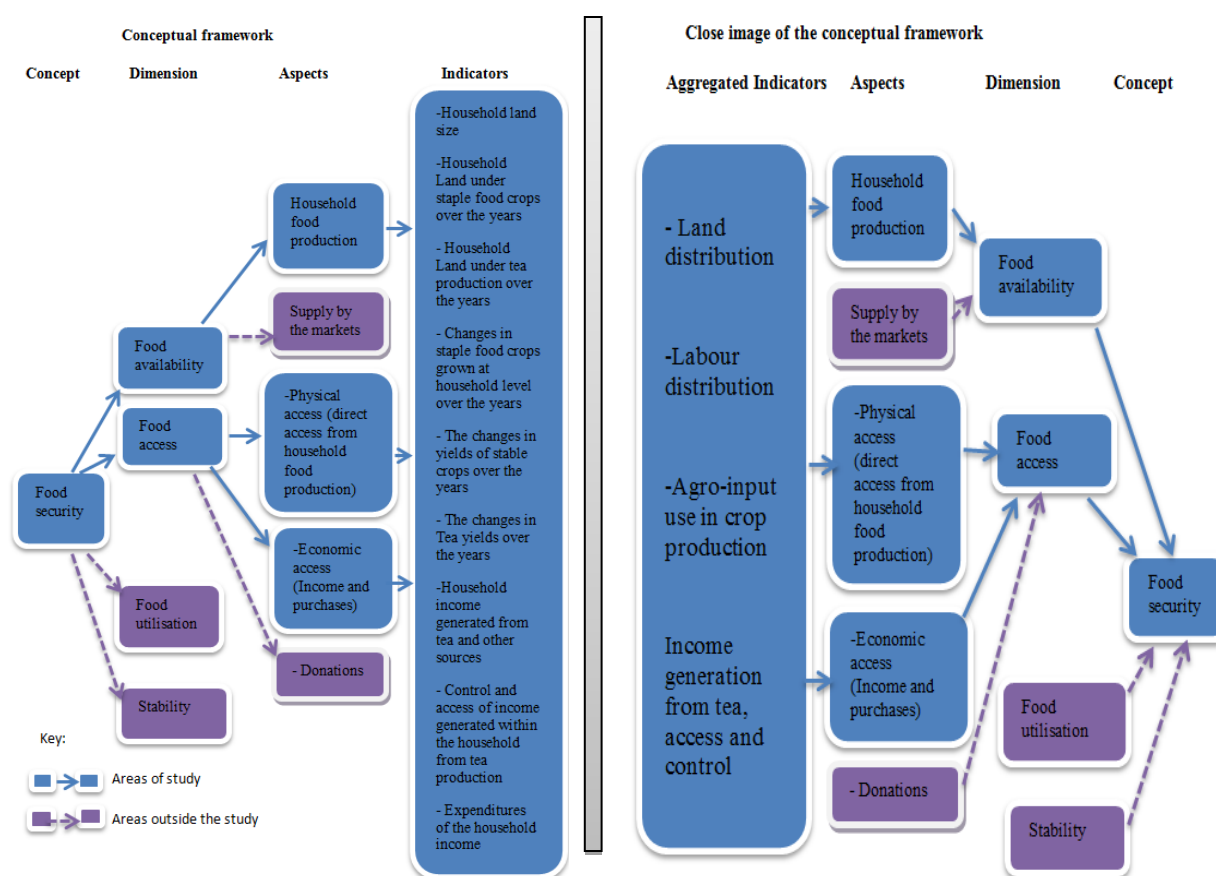 Conceptual framework
Concept
Dimension
Aspects
Indicators
Food
security
Food
availability
Food
access
Food
utilisation
Stability
Household
food
production
Supply by
the markets
-Physical
access (direct
access from
household
food
production)
-Economic
access
(Income and
purchases)
- Donations
-Household land
size
-Household
Land under
staple food crops
over the years
- Household
Land under tea
production over
the years
- Changes in
staple food crops
grown at
household level
over the years
- The changes in
yields of stable
crops over the
years
- The changes in
Tea yields over
the years
-Household
income
generated from
tea and other
sources
- Control and
access of income
generated within
the household
from tea
production
- Expenditures
of the household
income
Key:
Areas of study
Areas outside the study
Close image of the conceptual framework
Aggregated Indicators
Aspects
Dimension
Concept
- Land
distribution
-Labour
distribution
-Agro-input
use in crop
production
Income
generation
from tea,
access and
control
Household
food
production
Supply by
the markets
-Physical
access
(direct
access from
household
food
production)
-Economic
access
(Income and
purchases)
- Donations
Food
availability
Food
access
Food
utilisation
Stability
Food
security